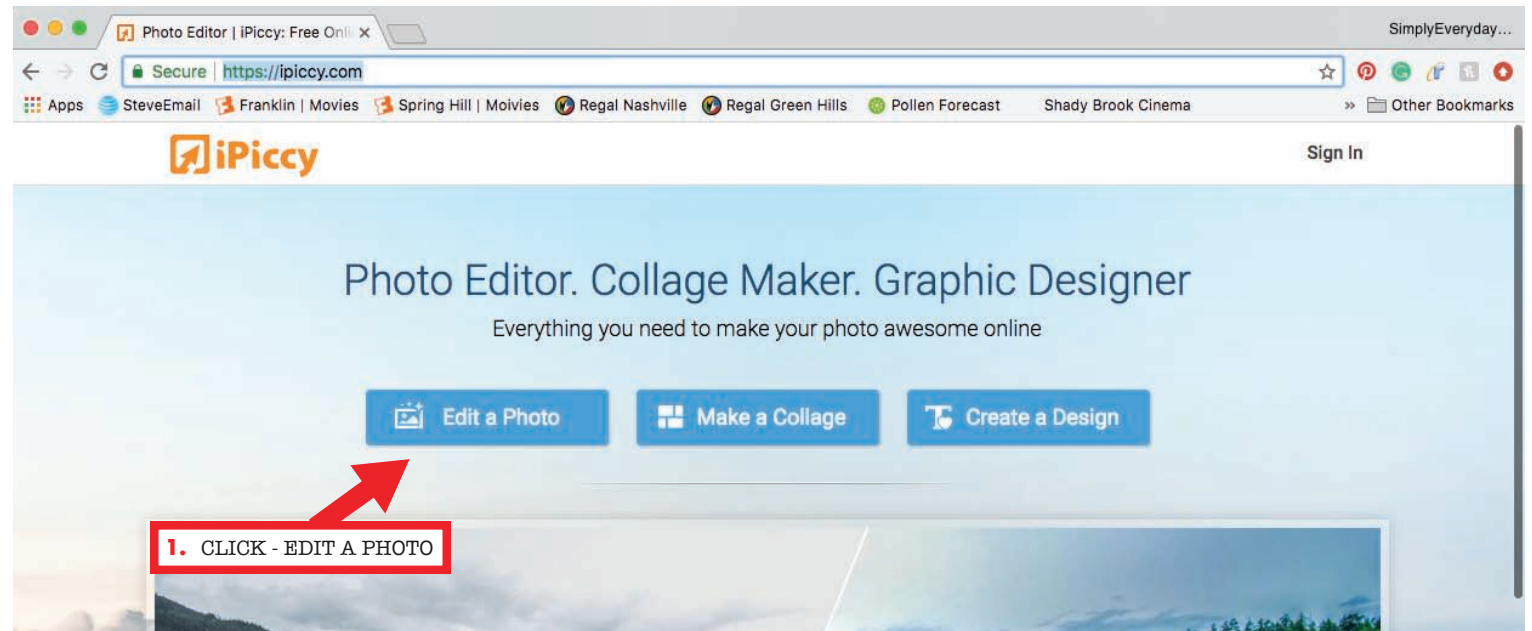 Photo Editor | iPiccy: Free Onli
SimplyEveryday...
Secure | https://ipiccy.com
Apps SteveEmail Franklin | Movies Spring Hill | Moivies Regal Nashville Regal Green Hills Pollen Forecast Shady Brook Cinema » Other Bookmarks
iPiccy Sign In
Photo Editor. Collage Maker. Graphic Designer
Everything you need to make your photo awesome online
Edit a Photo Make a Collage Create a Design
1. CLICK - EDIT A PHOTO